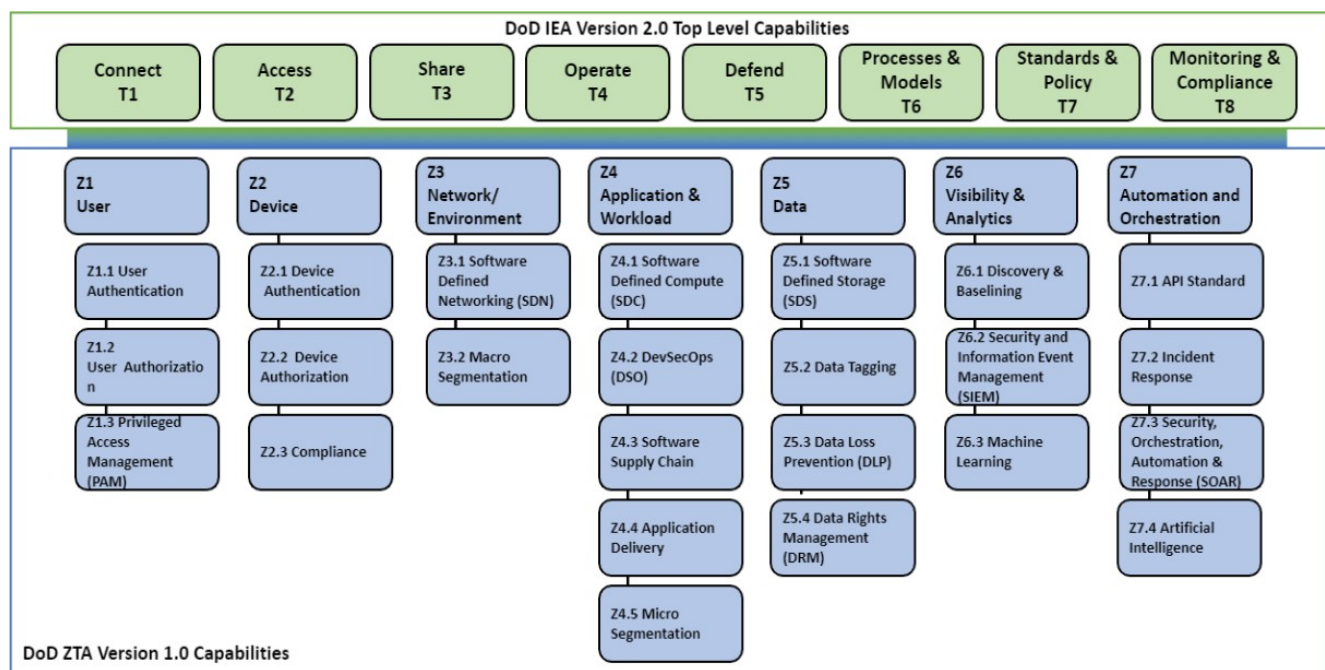 DoD IEA Version 2.0 Top Level Capabilities
Connect
T1
Access
T2
Share
T3
Operate
T4
Defend
T5
Processes &
Models
T6
Standards &
Policy
T7
Monitoring &
Compliance
T8
Z1
User
Z1.1 User
Authentication
Z1.2
User Authorizatio
n
Z1.3 Privileged
Access
Management
(PAM)
Z2
Device
Z2.1 Device
Authentication
Z2.2 Device
Authorization
Z2.3 Compliance
Z3
Network/
Environment
Z3.1 Software
Defined
Networking (SDN)
Z3.2 Macro
Segmentation
Z4
Application &
Workload
Z4.1 Software
Defined Compute
(SDC)
Z4.2 DevSecOps
(DSO)
Z4.3 Software
Supply Chain
Z4.4 Application
Delivery
Z4.5 Micro
Segmentation
Z5
Data
Z5.1 Software
Defined Storage
(SDS)
Z5.2 Data Tagging
Z5.3 Data Loss
Prevention (DLP)
Z5.4 Data Rights
Management
(DRM)
Z6
Visibility &
Analytics
Z6.1 Discovery &
Baselining
Z6.2 Security and
Information Event
Management
(SIEM)
Z6.3 Machine
Learning
Z7
Automation and
Orchestration
Z7.1 API Standard
Z7.2 Incident
Response
Z7.3 Security,
Orchestration,
Automation &
Response (SOAR)
Z7.4 Artificial
Intelligence
DoD ZTA Version 1.0 Capabilities